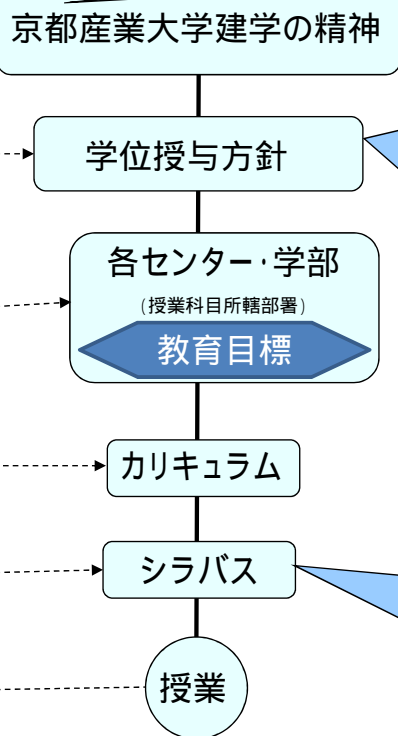 京都産業大学建学の精神
学位授与方針
各センター・学部
(授業科目所轄部署)
教育目標
カリキュラム
シラバス
授業